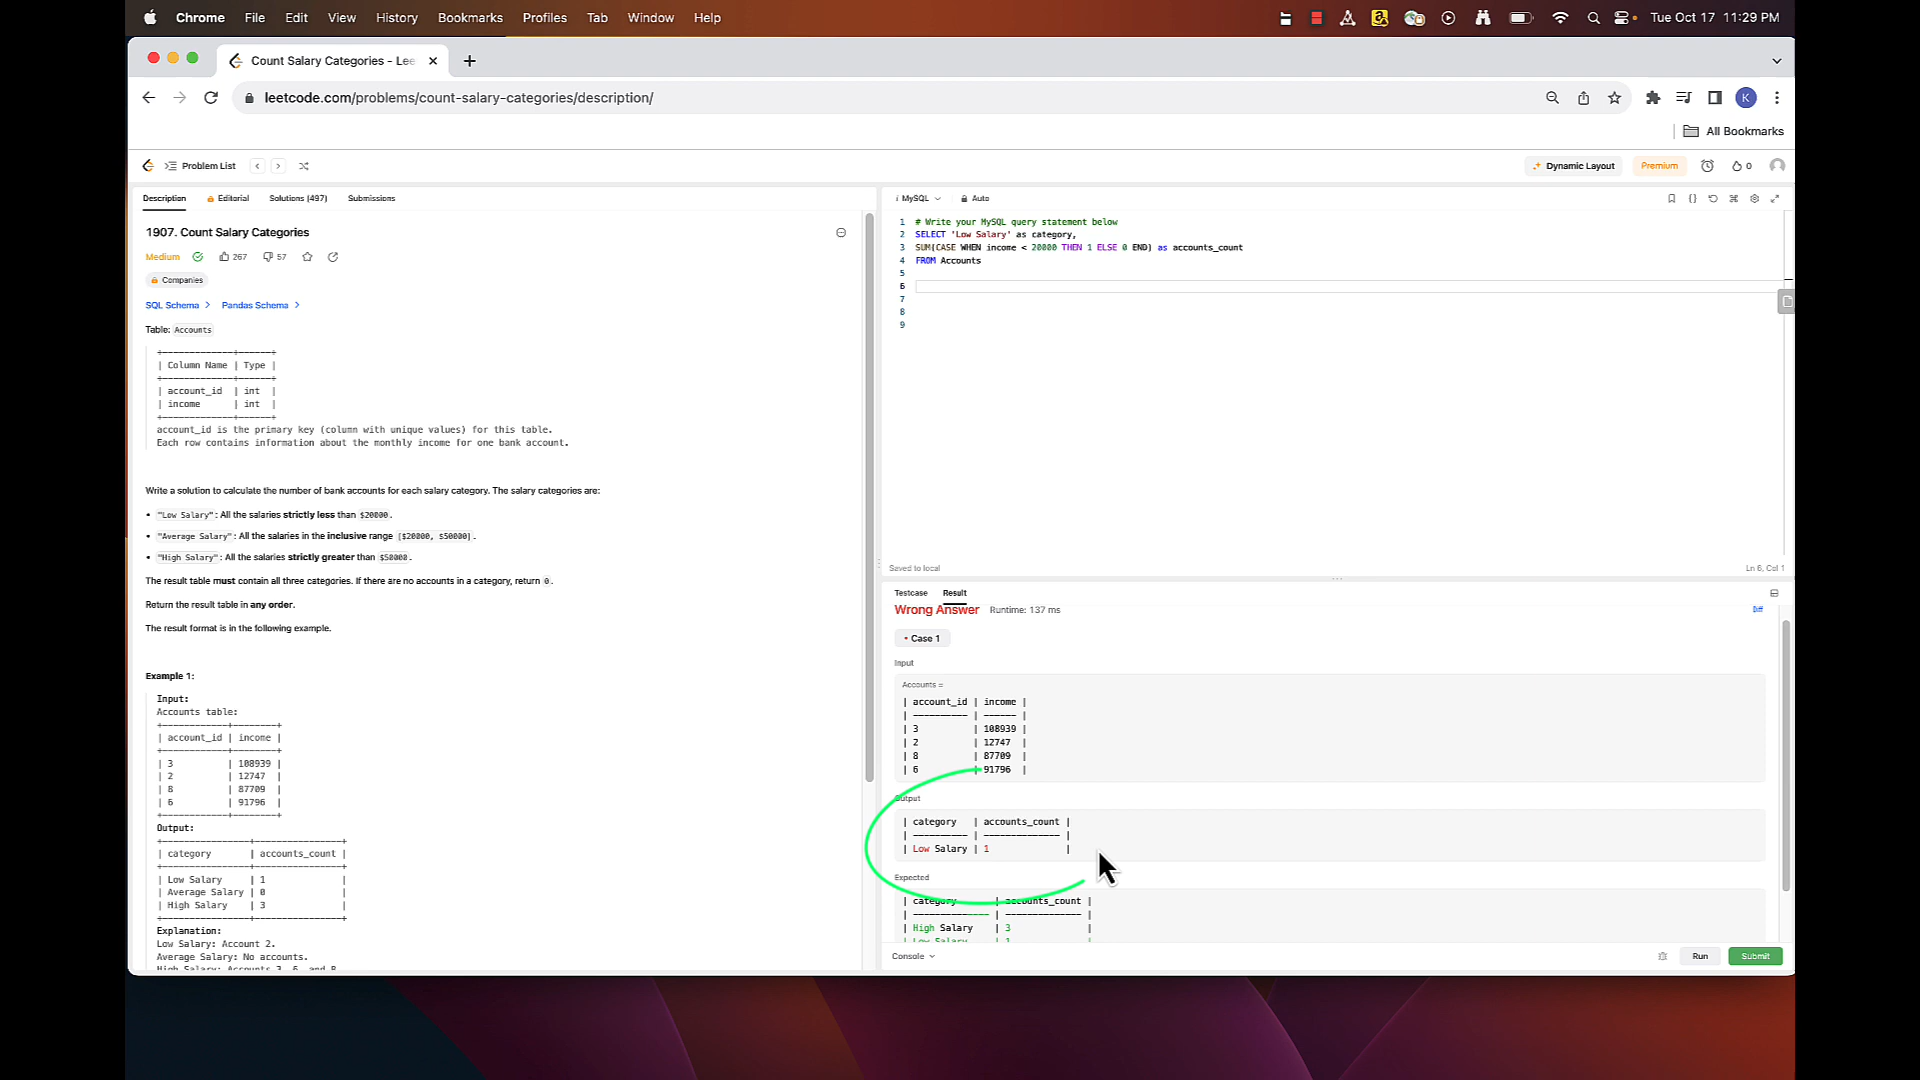 Chrome File Edit View History Bookmarks Profiles Tab Window Help
Tue Oct 17 11:29 PM
Count Salary Categories - Lee
leetcode.com/problems/count-salary-categories/description/
K
All Bookmarks
Problem List
Dynamic Layout
Premium
0
Description
Editorial
Solutions (497)
Submissions
1907. Count Salary Categories
Medium
267
57
Companies
SQL Schema >
Pandas Schema >
Table: Accounts
+-------------+------+
| Column Name | Type |
+-------------+------+
| account_id | int |
| income | int |
+-------------+------+
account_id is the primary key (column with unique values) for this table.
Each row contains information about the monthly income for one bank account.
Write a solution to calculate the number of bank accounts for each salary category. The salary categories are:
• "Low Salary": All the salaries strictly less than $20000.
• "Average Salary": All the salaries in the inclusive range [$20000, $50000].
• "High Salary": All the salaries strictly greater than $50000.
The result table must contain all three categories. If there are no accounts in a category, return 0.
Return the result table in any order.
The result format is in the following example.
Example 1:
Input:
Accounts table:
+------------+--------+
| account_id | income |
+------------+--------+
| 3 | 108939 |
| 2 | 12747 |
| 8 | 87709 |
| 6 | 91796 |
+------------+--------+
Output:
+----------------+----------------+
| category | accounts_count |
+----------------+----------------+
| Low Salary | 1 |
| Average Salary | 0 |
| High Salary | 3 |
+----------------+----------------+
Explanation:
Low Salary: Account 2.
Average Salary: No accounts.
High Salary: Accounts 3, 6, and 8.
i MySQL
Auto
1 # Write your MySQL query statement below
2 SELECT 'Low Salary' as category,
3 SUM(CASE WHEN income < 20000 THEN 1 ELSE 0 END) as accounts_count
4 FROM Accounts
5
6
7
8
9
Saved to local
Ln 6, Col 1
Testcase
Result
Wrong Answer
Runtime: 137 ms
Diff
• Case 1
Input
Accounts =
| account_id | income |
| ---------- | ------ |
| 3 | 108939 |
| 2 | 12747 |
| 8 | 87709 |
| 6 | 91796 |
Output
| category | accounts_count |
| ---------- | -------------- |
| Low Salary | 1 |
Expected
| category | accounts_count |
| -------------- | -------------- |
| High Salary | 3 |
| Low Salary | 1 |
Console
Run
Submit